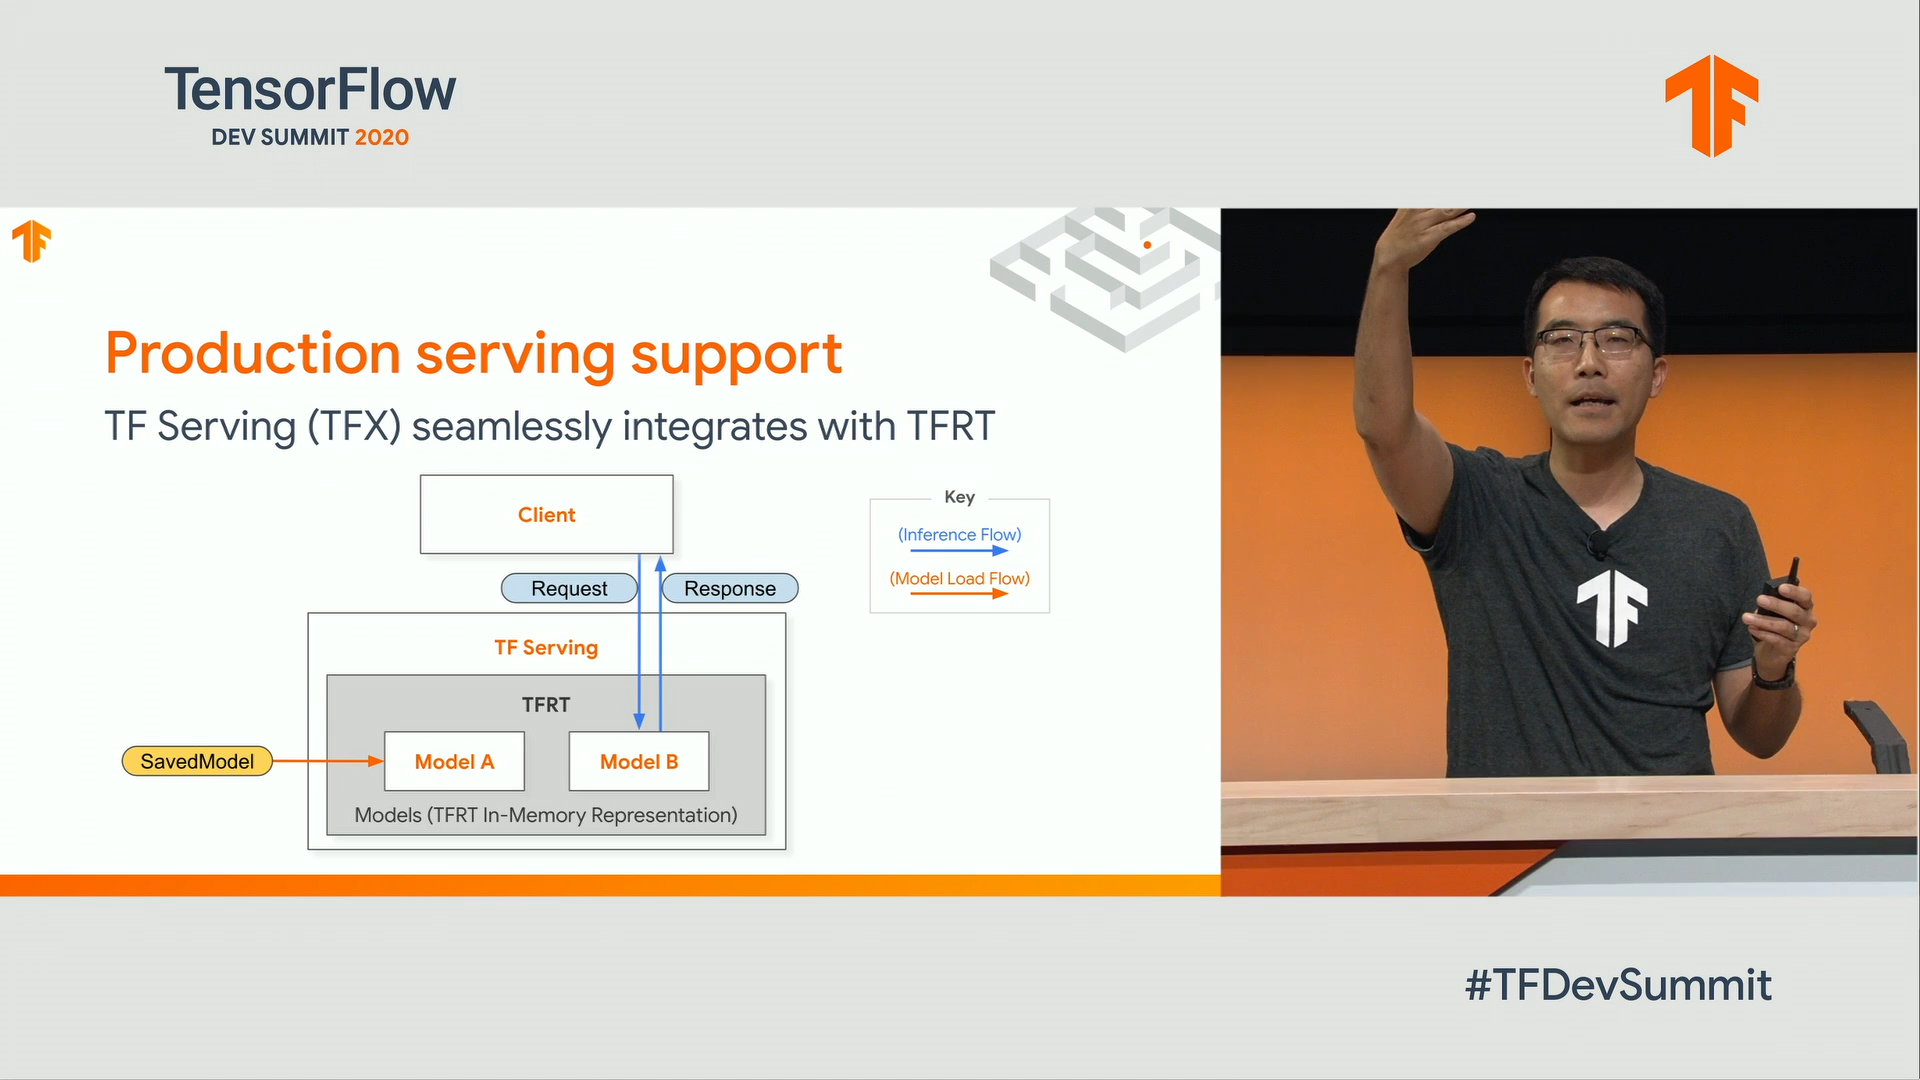 TensorFlow
DEV SUMMIT 2020
Production serving support
TF Serving (TFX) seamlessly integrates with TFRT
Client
Key
(Inference Flow)
(Model Load Flow)
Request
Response
TF Serving
TFRT
SavedModel
Model A
Model B
Models (TFRT In-Memory Representation)
#TFDevSummit